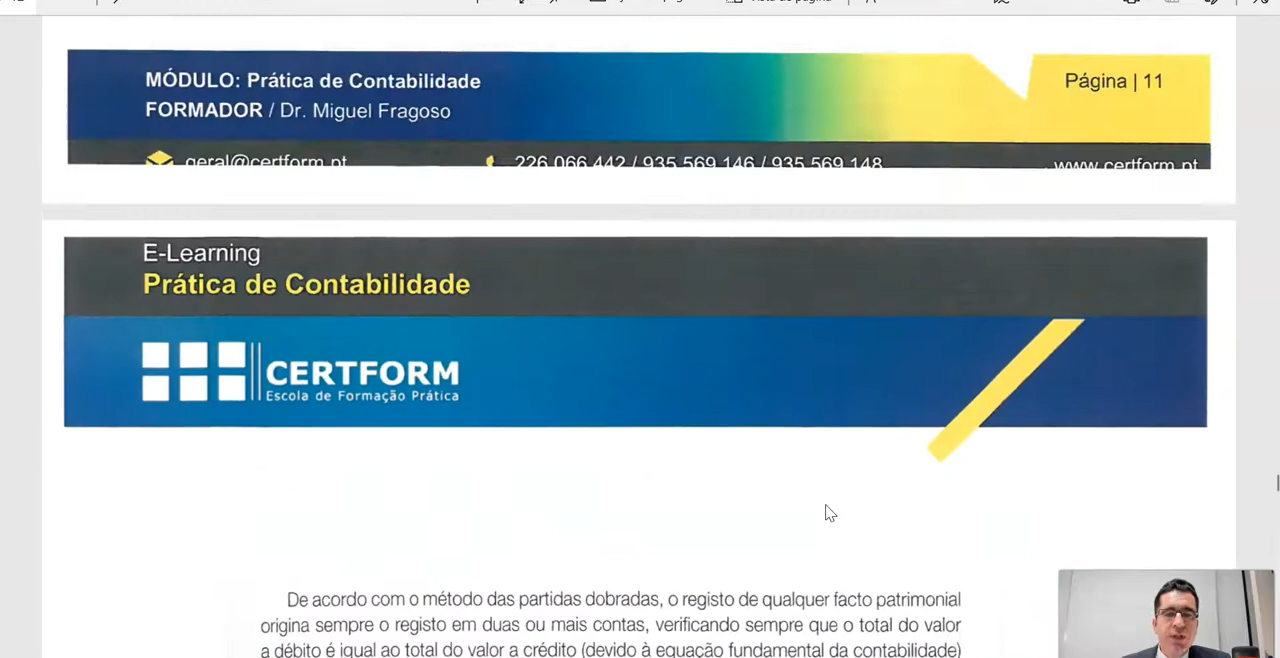 MÓDULO: Prática de Contabilidade
Página | 11
FORMADOR / Dr. Miguel Fragoso
geral@certform.pt
226 066 442 / 935 569 146 / 935 569 148
www.certform.pt
E-Learning
Prática de Contabilidade
CERTFORM
Escola de Formação Prática
De acordo com o método das partidas dobradas, o registo de qualquer facto patrimonial
origina sempre o registo em duas ou mais contas, verificando sempre que o total do valor
a débito é igual ao total do valor a crédito (devido à equação fundamental da contabilidade)